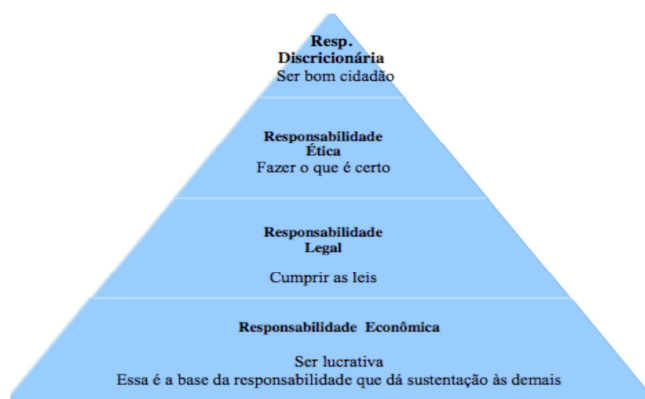 Resp.
Discricionária
Ser bom cidadão
Responsabilidade
Ética
Fazer o que é certo
Responsabilidade
Legal
Cumprir as leis
Responsabilidade Econômica
Ser lucrativa
Essa é a base da responsabilidade que dá sustentação às demais